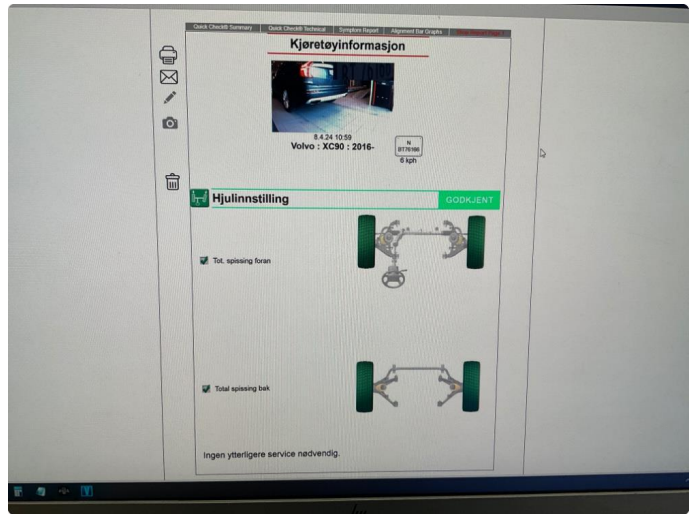 Quick Check® Summary
Quick Check® Technical
Symptom Report
Alignment Bar Graphs
Kjøretøyinformasjon
8.4.24 10:59
Volvo : XC90 : 2016-
N
BT76166
6 kph
Hjulinnstilling
GODKJENT
Tot. spissing foran
Total spissing bak
Ingen ytterligere service nødvendig.